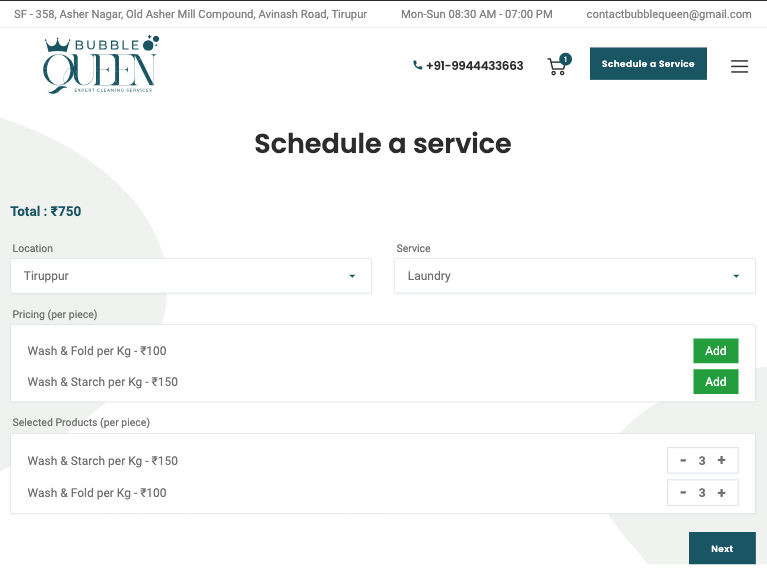 SF - 358, Asher Nagar, Old Asher Mill Compound, Avinash Road, Tirupur Mon-Sun 08:30 AM - 07:00 PM contactbubblequeen@gmail.com
BUBBLE
QUEEN
EXPERT CLEANING SERVICES
+91-9944433663 1 Schedule a Service
Schedule a service
Total : ₹750
Location Service
Tiruppur Laundry
Pricing (per piece)
Wash & Fold per Kg - ₹100 Add
Wash & Starch per Kg - ₹150 Add
Selected Products (per piece)
Wash & Starch per Kg - ₹150 - 3 +
Wash & Fold per Kg - ₹100 - 3 +
Next